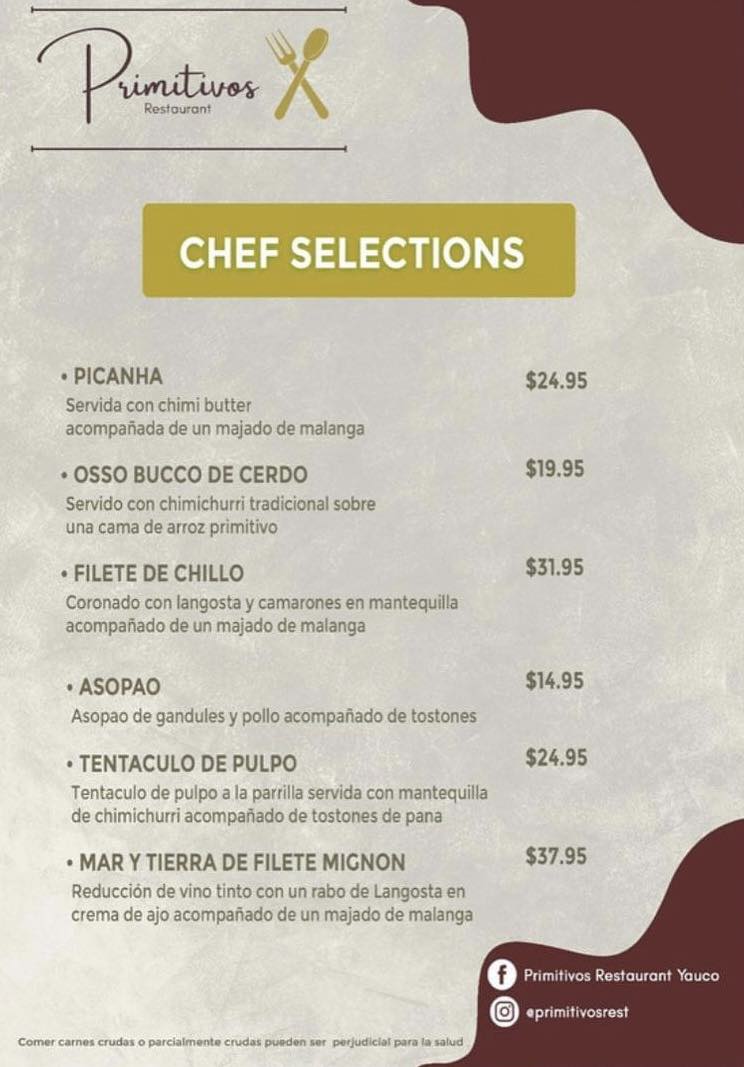 Primitivos
Restaurant
CHEF SELECTIONS
• PICANHA $24.95
Servida con chimi butter
acompañada de un majado de malanga
• OSSO BUCCO DE CERDO $19.95
Servido con chimichurri tradicional sobre
una cama de arroz primitivo
• FILETE DE CHILLO $31.95
Coronado con langosta y camarones en mantequilla
acompañado de un majado de malanga
• ASOPAO $14.95
Asopao de gandules y pollo acompañado de tostones
• TENTACULO DE PULPO $24.95
Tentaculo de pulpo a la parrilla servida con mantequilla
de chimichurri acompañado de tostones de pana
• MAR Y TIERRA DE FILETE MIGNON $37.95
Reducción de vino tinto con un rabo de Langosta en
crema de ajo acompañado de un majado de malanga
Primitivos Restaurant Yauco
@primitivosrest
Comer carnes crudas o parcialmente crudas pueden ser perjudicial para la salud